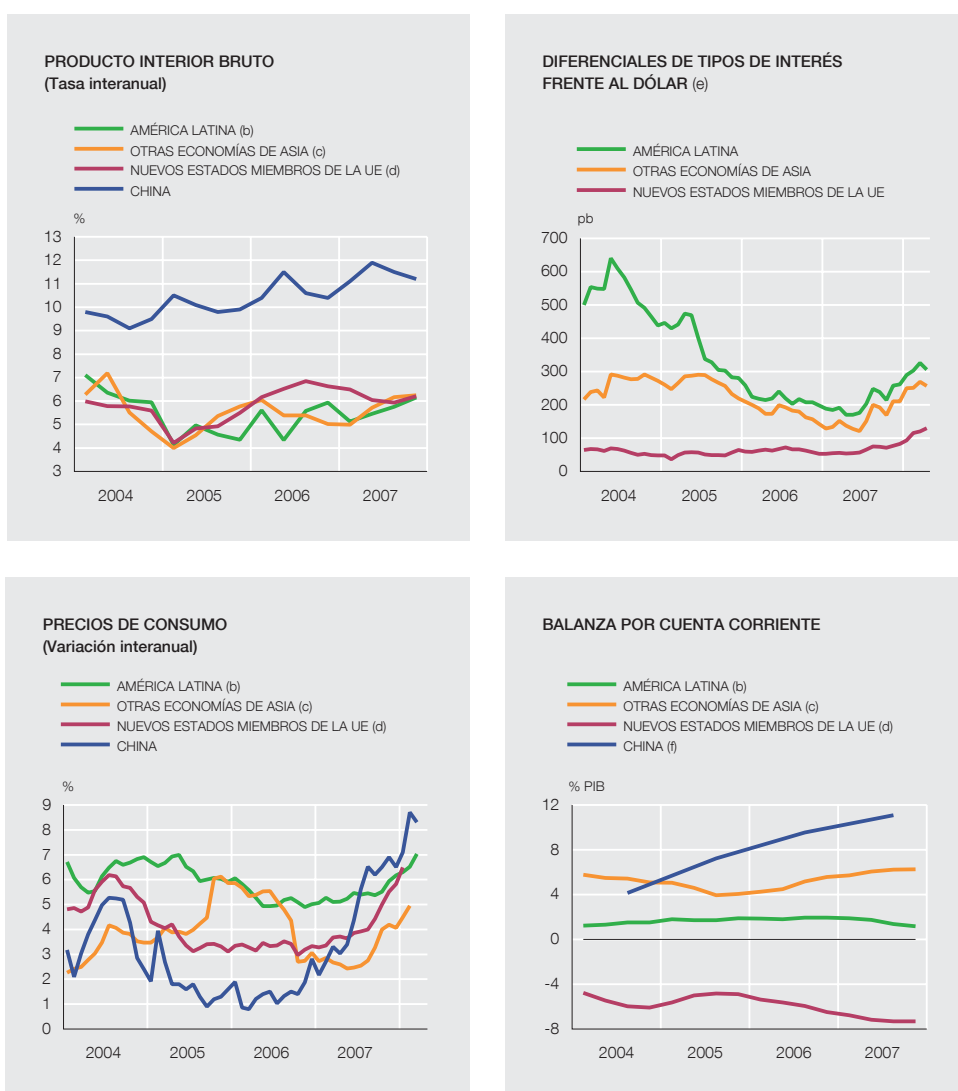 PRODUCTO INTERIOR BRUTO
(Tasa interanual)
AMÉRICA LATINA (b)
OTRAS ECONOMÍAS DE ASIA (c)
NUEVOS ESTADOS MIEMBROS DE LA UE (d)
CHINA
%
13
12
11
10
9
8
7
6
5
4
3
2004 2005 2006 2007
DIFERENCIALES DE TIPOS DE INTERÉS
FRENTE AL DÓLAR (e)
AMÉRICA LATINA
OTRAS ECONOMÍAS DE ASIA
NUEVOS ESTADOS MIEMBROS DE LA UE
pb
700
600
500
400
300
200
100
0
2004 2005 2006 2007
PRECIOS DE CONSUMO
(Variación interanual)
AMÉRICA LATINA (b)
OTRAS ECONOMÍAS DE ASIA (c)
NUEVOS ESTADOS MIEMBROS DE LA UE (d)
CHINA
%
9
8
7
6
5
4
3
2
1
0
2004 2005 2006 2007
BALANZA POR CUENTA CORRIENTE
AMÉRICA LATINA (b)
OTRAS ECONOMÍAS DE ASIA (c)
NUEVOS ESTADOS MIEMBROS DE LA UE (d)
CHINA (f)
% PIB
12
8
4
0
-4
-8
2004 2005 2006 2007